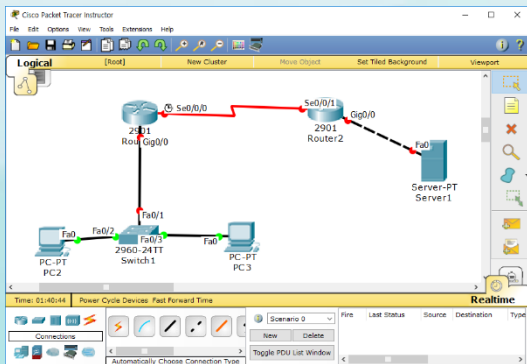 Cisco Packet Tracer Instructor
File Edit Options View Tools Extensions Help
Logical [Root] New Cluster Move Object Set Tiled Background Viewport
Se0/0/0
Se0/0/1
2901
Gig0/0
2901
Router2
Gig0/0
Fa0
Server-PT
Server1
Fa0/1
Fa0/2
Fa0/3
Fa0
Fa0
2960-24TT
Switch1
PC-PT
PC2
PC-PT
PC3
Time: 01:40:44 Power Cycle Devices Fast Forward Time Realtime
Scenario 0
Fire Last Status Source Destination Type
New Delete
Connections
Toggle PDU List Window
Automatically Choose Connection Type